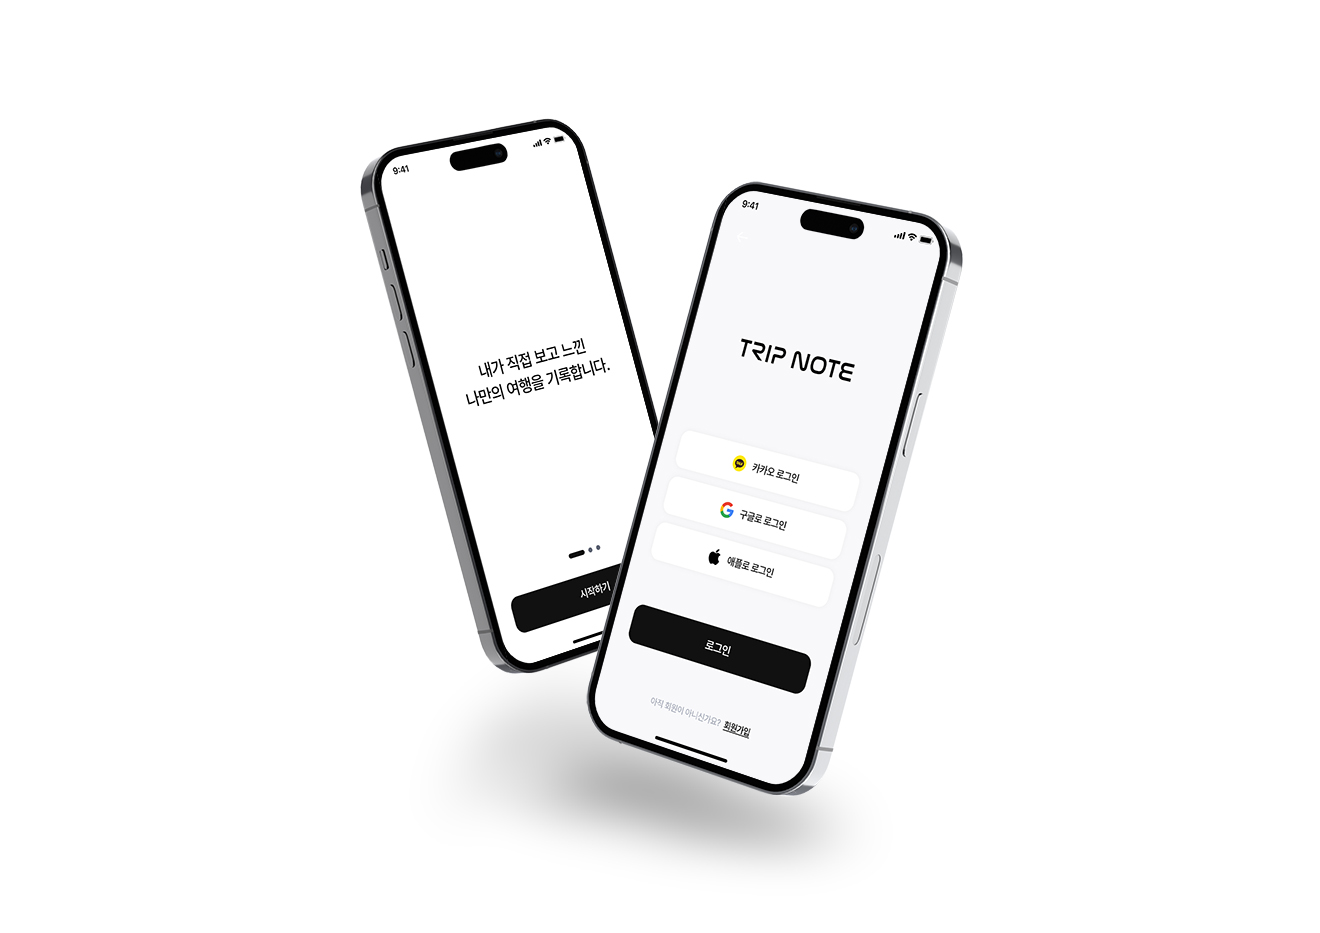 9:41
내가 직접 보고 느낀
나만의 여행을 기록합니다.
시작하기
9:41
TRIP NOTE
카카오 로그인
구글로 로그인
애플로 로그인
로그인
아직 회원이 아니신가요? 회원가입